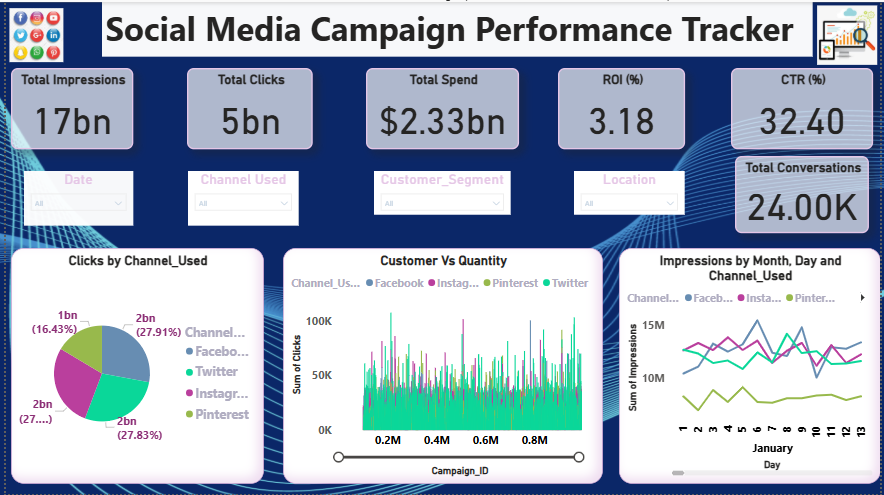 Social Media Campaign Performance Tracker
Total Impressions
17bn
Total Clicks
5bn
Total Spend
$2.33bn
ROI (%)
3.18
CTR (%)
32.40
Date
All
Channel Used
All
Customer_Segment
All
Location
All
Total Conversations
24.00K
Clicks by Channel_Used
1bn
(16.43%)
2bn
(27.91%)
2bn
(27....)
2bn
(27.83%)
Channel...
Facebo...
Twitter
Instagr...
Pinterest
Customer Vs Quantity
Channel_Us... Facebook Instag... Pinterest Twitter
Sum of Clicks
100K
50K
0K
0.2M 0.4M 0.6M 0.8M
Campaign_ID
Impressions by Month, Day and
Channel_Used
Channel... Faceb... Insta... Pinter...
Sum of Impressions
15M
10M
1 2 3 4 5 6 7 8 9 10 11 12 13
January
Day